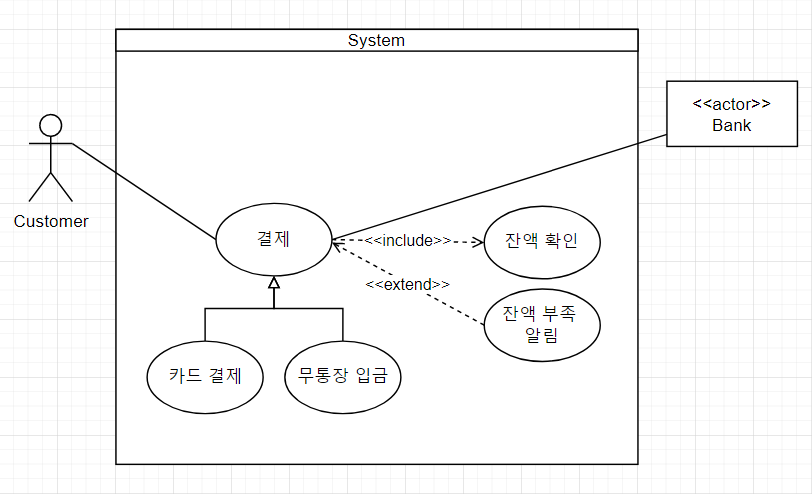 System
<<actor>>
Bank
Customer
결제
<<include>>
잔액 확인
<<extend>>
잔액 부족
알림
카드 결제
무통장 입금